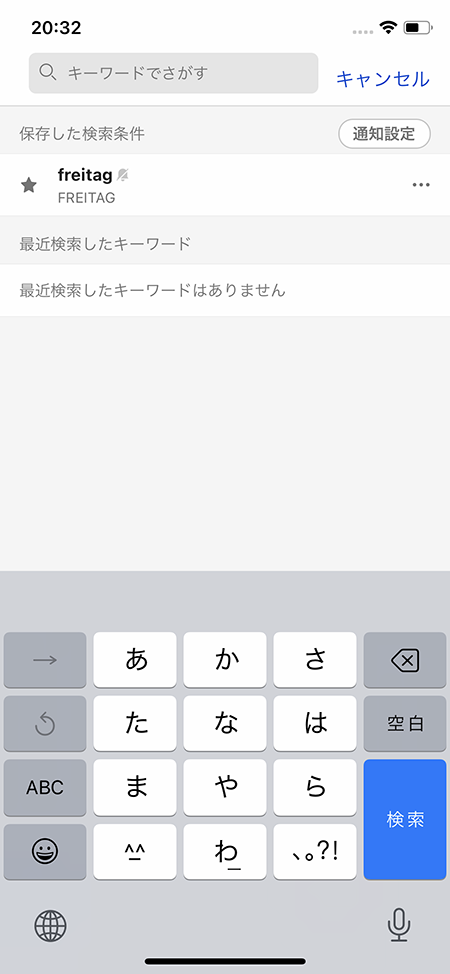 20:32
キーワードでさがす
キャンセル
保存した検索条件
通知設定
freitag
FREITAG
最近検索したキーワード
最近検索したキーワードはありません
→ あ か さ
た な は 空白
ABC ま や ら 検索
^^ わ_ 、。?!